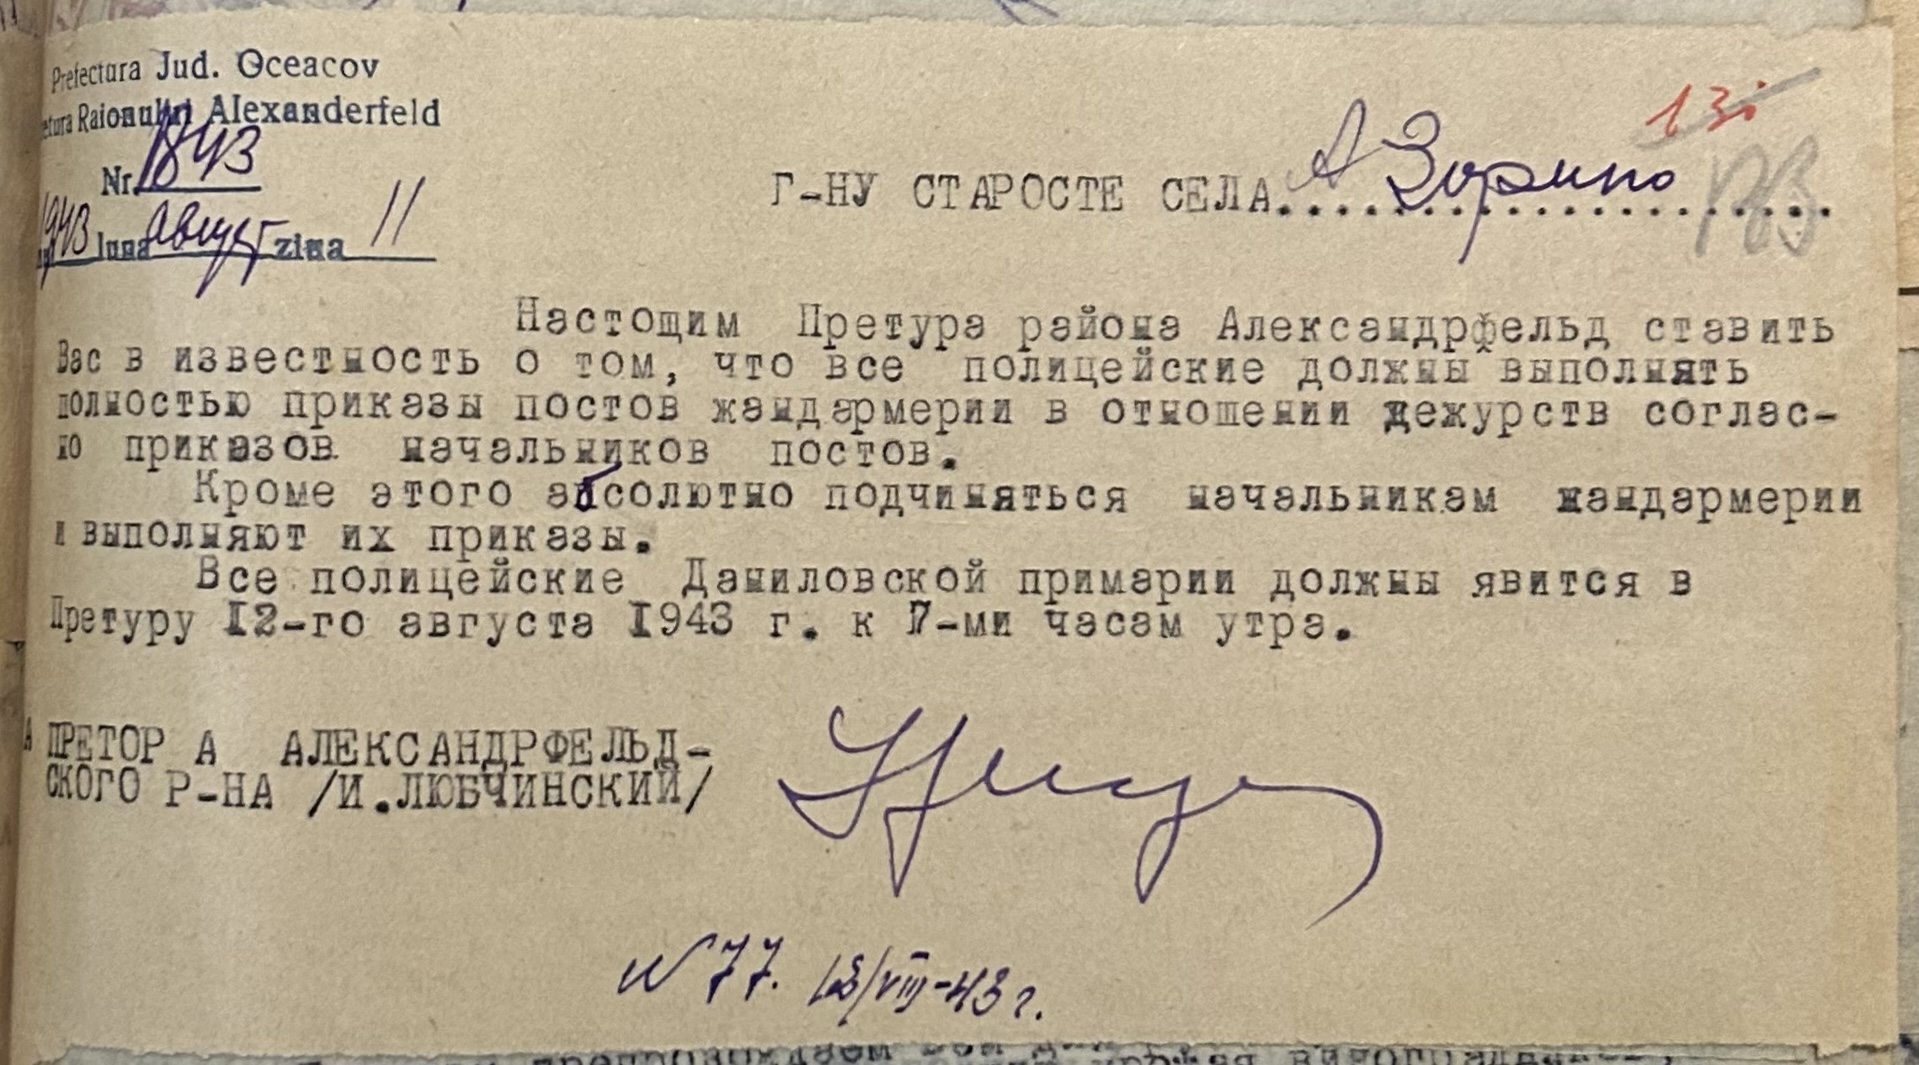 Prefectura Jud. Oceacov
etura Raionului Alexanderfeld
Nr. 1843
1943 luna август ziua 11
131
Г-НУ СТАРОСТЕ СЕЛА А Зорино
Настощим Претура района Александрфельд ставить
Вас в известность о том, что все полицейские должны выполнять
полностью приказы постов жандармерии в отношении дежурств соглас-
но приказов начальников постов.
Кроме этого абсолютно подчиняться начальникам жандармерии
и выполняют их приказы.
Все полицейские Даниловской примарии должны явится в
Претуру 12-го августа 1943 г. к 7-ми часам утра.
ПРЕТОР А АЛЕКСАНДРФЕЛЬД-
СКОГО Р-НА /И.ЛЮБЧИНСКИЙ/
N 77. 13/VIII-43 г.